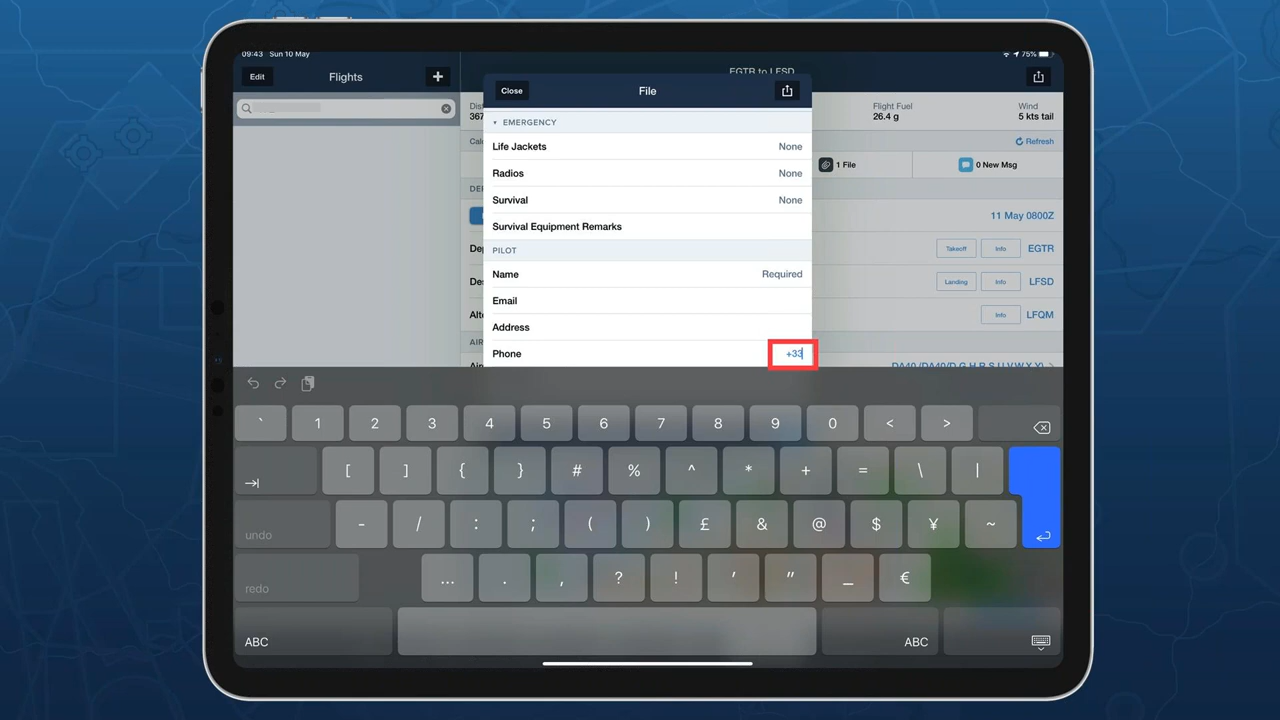 09:43 Sun 10 May
75%
Edit
Flights
+
EGTR to LFSD
Close
File
Flight Fuel
26.4 g
Wind
5 kts tail
367
Refresh
1 File
0 New Msg
EMERGENCY
Life Jackets None
Radios None
Survival None
Survival Equipment Remarks
PILOT
Name Required
Email
Address
Phone +33
11 May 0800Z
Takeoff Info EGTR
Landing Info LFSD
Info LFQM
` 1 2 3 4 5 6 7 8 9 0 < >
[ ] { } # % ^ * + = \ |
undo - / : ; ( ) £ & @ $ ¥ ~
redo … . , ? ! ' " _ €
ABC ABC